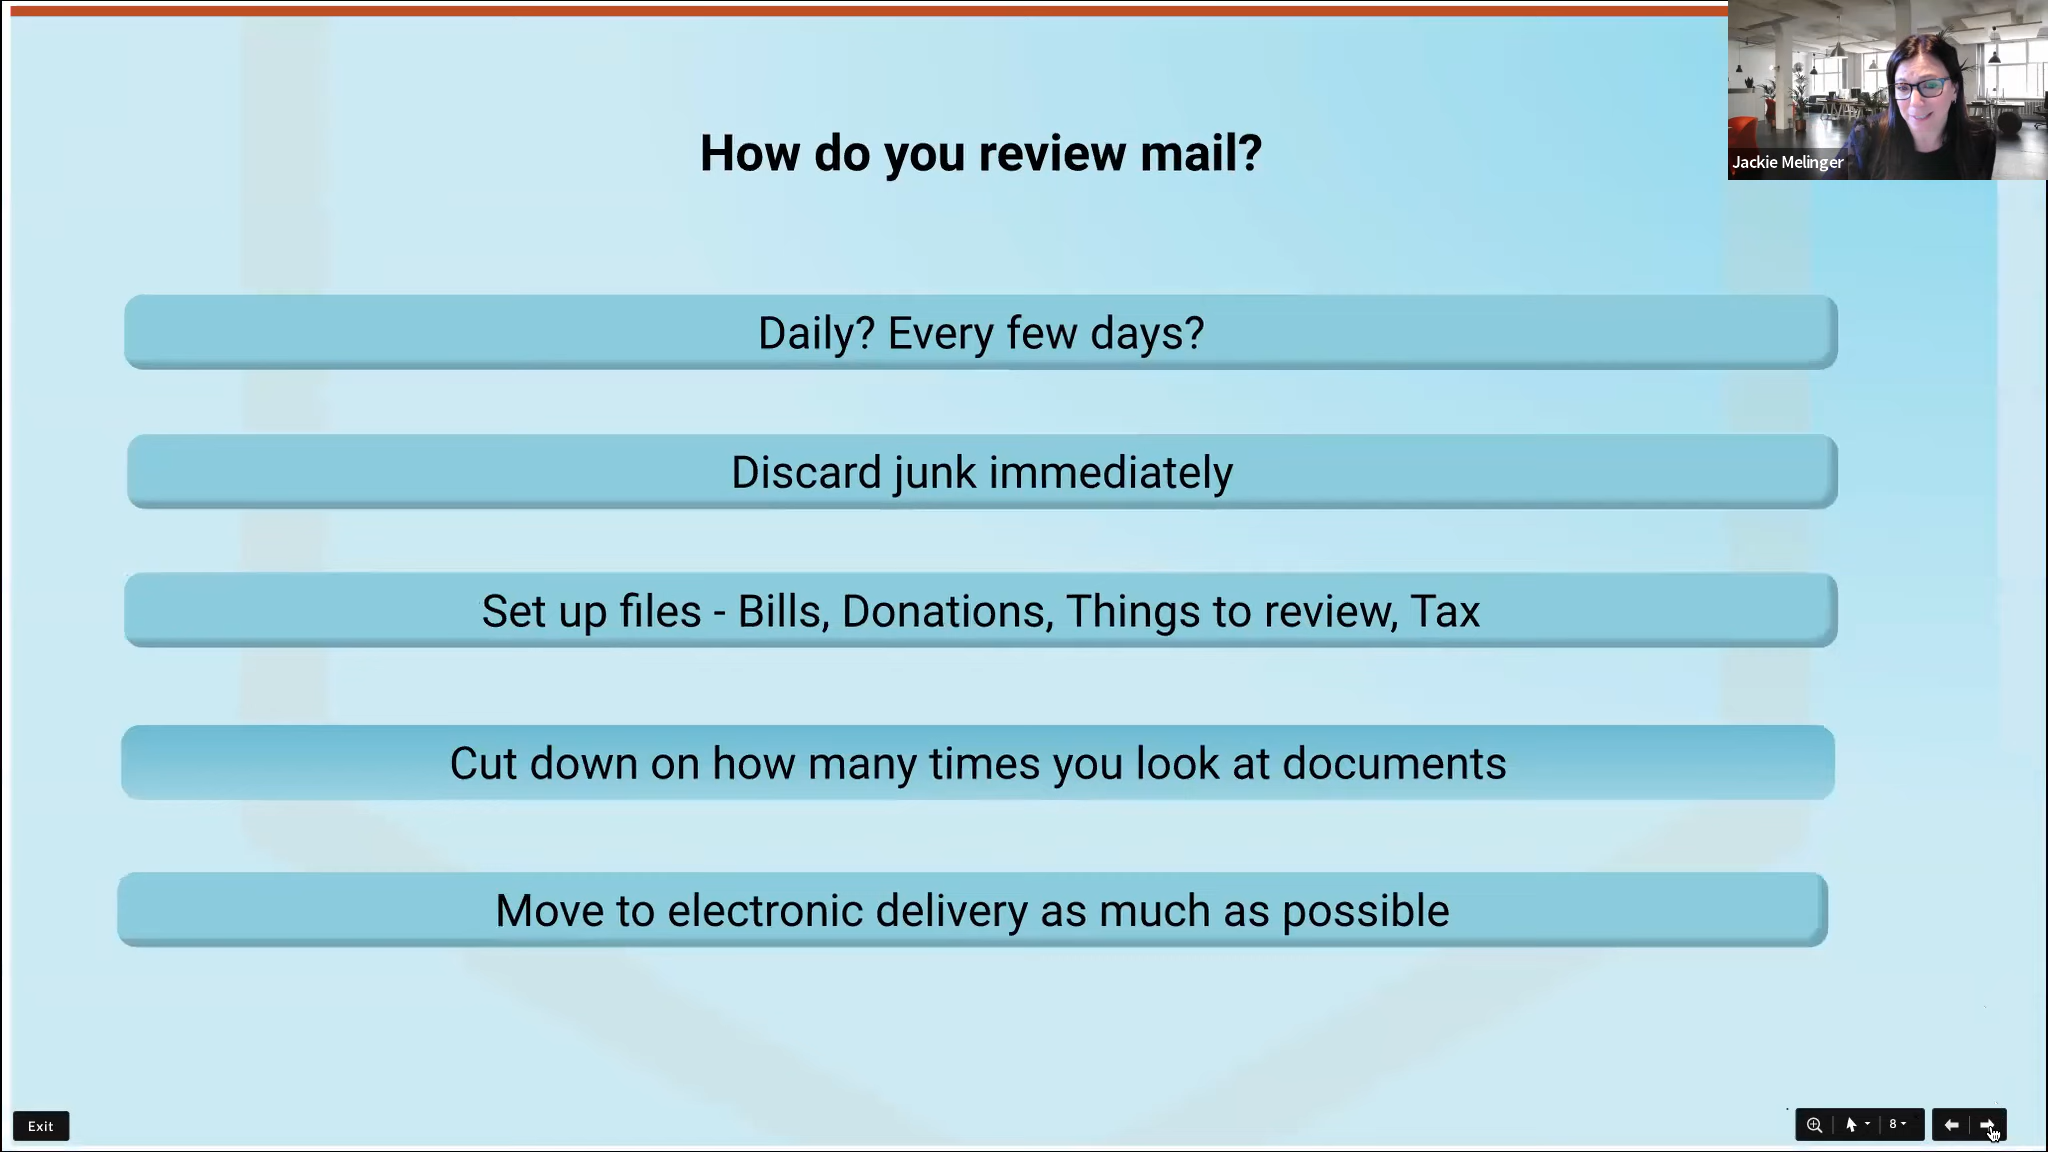 How do you review mail?
Jackie Melinger
Daily? Every few days?
Discard junk immediately
Set up files - Bills, Donations, Things to review, Tax
Cut down on how many times you look at documents
Move to electronic delivery as much as possible
Exit
8